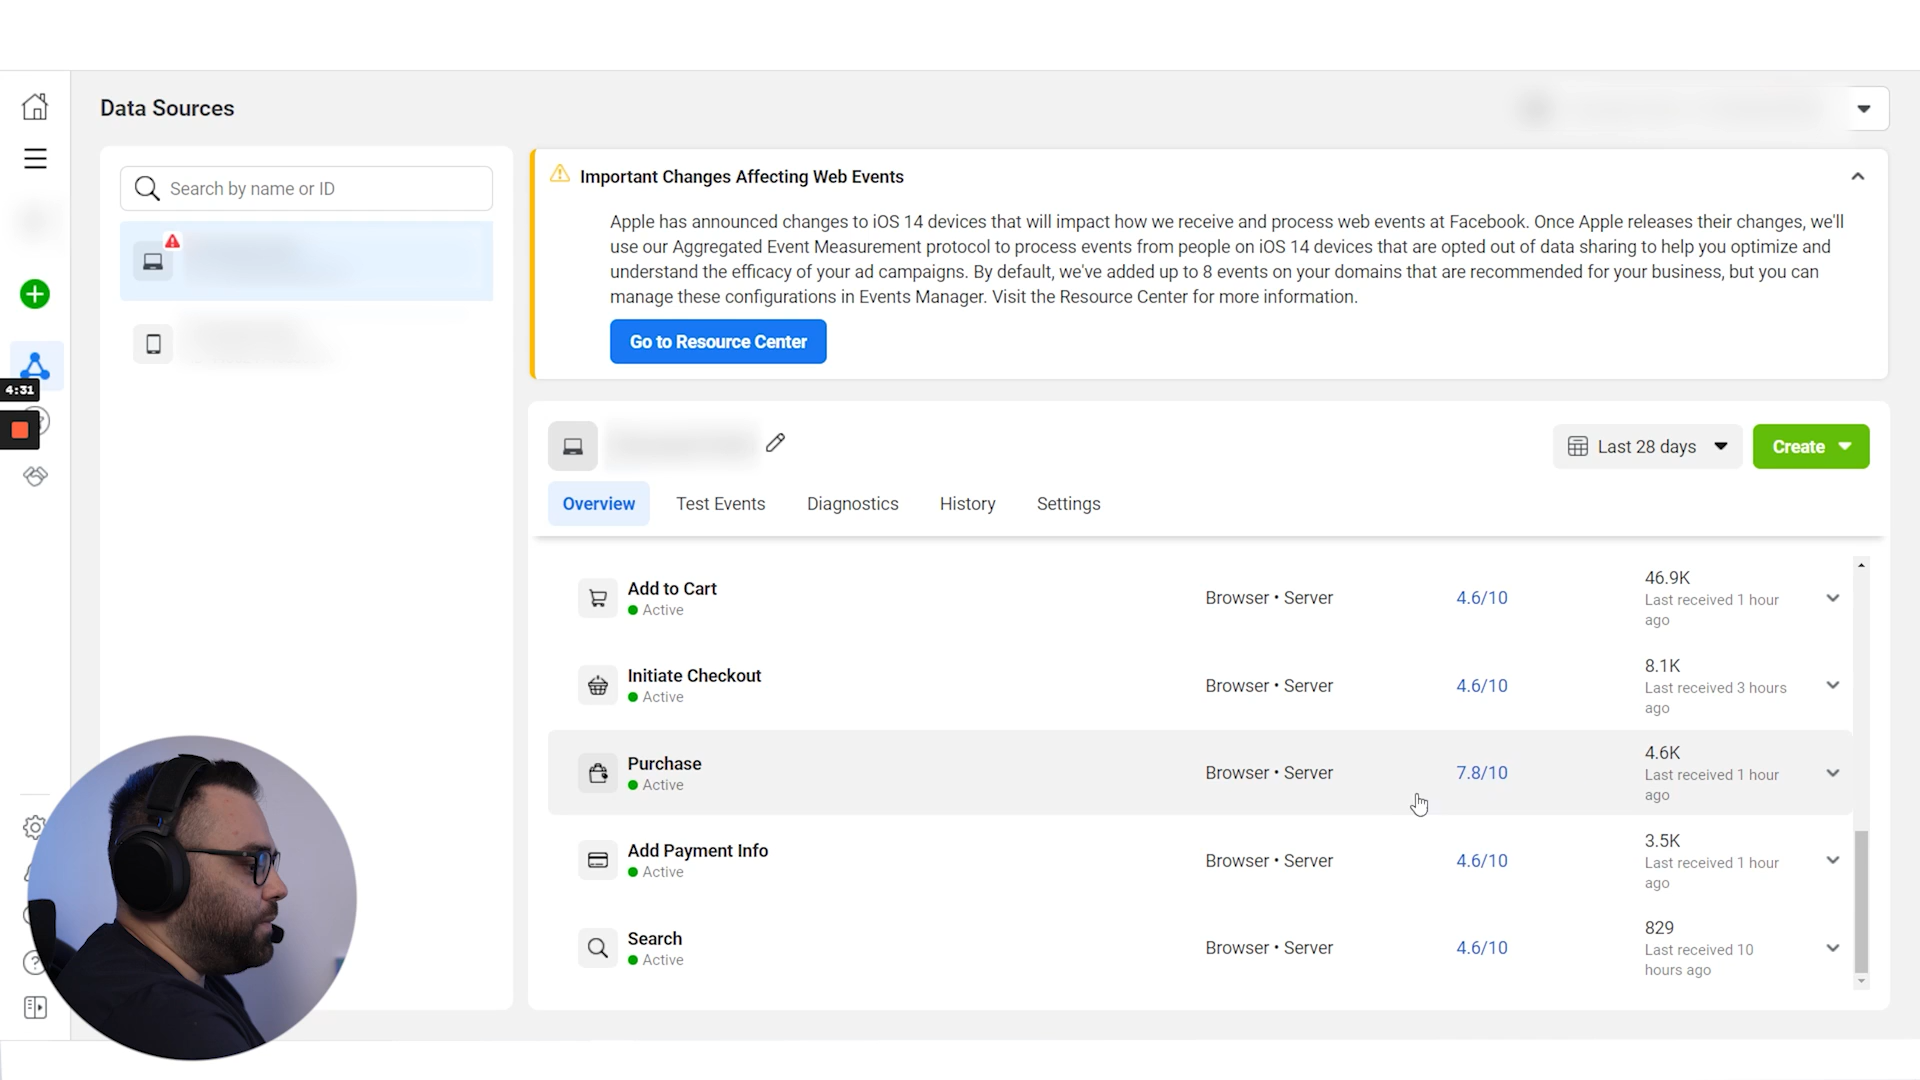 Data Sources
Search by name or ID
4:31
Important Changes Affecting Web Events
Apple has announced changes to iOS 14 devices that will impact how we receive and process web events at Facebook. Once Apple releases their changes, we'll
use our Aggregated Event Measurement protocol to process events from people on iOS 14 devices that are opted out of data sharing to help you optimize and
understand the efficacy of your ad campaigns. By default, we've added up to 8 events on your domains that are recommended for your business, but you can
manage these configurations in Events Manager. Visit the Resource Center for more information.
Go to Resource Center
Last 28 days
Create
Overview
Test Events
Diagnostics
History
Settings
Add to Cart
Active
Browser • Server
4.6/10
46.9K
Last received 1 hour
ago
Initiate Checkout
Active
Browser • Server
4.6/10
8.1K
Last received 3 hours
ago
Purchase
Active
Browser • Server
7.8/10
4.6K
Last received 1 hour
ago
Add Payment Info
Active
Browser • Server
4.6/10
3.5K
Last received 1 hour
ago
Search
Active
Browser • Server
4.6/10
829
Last received 10
hours ago